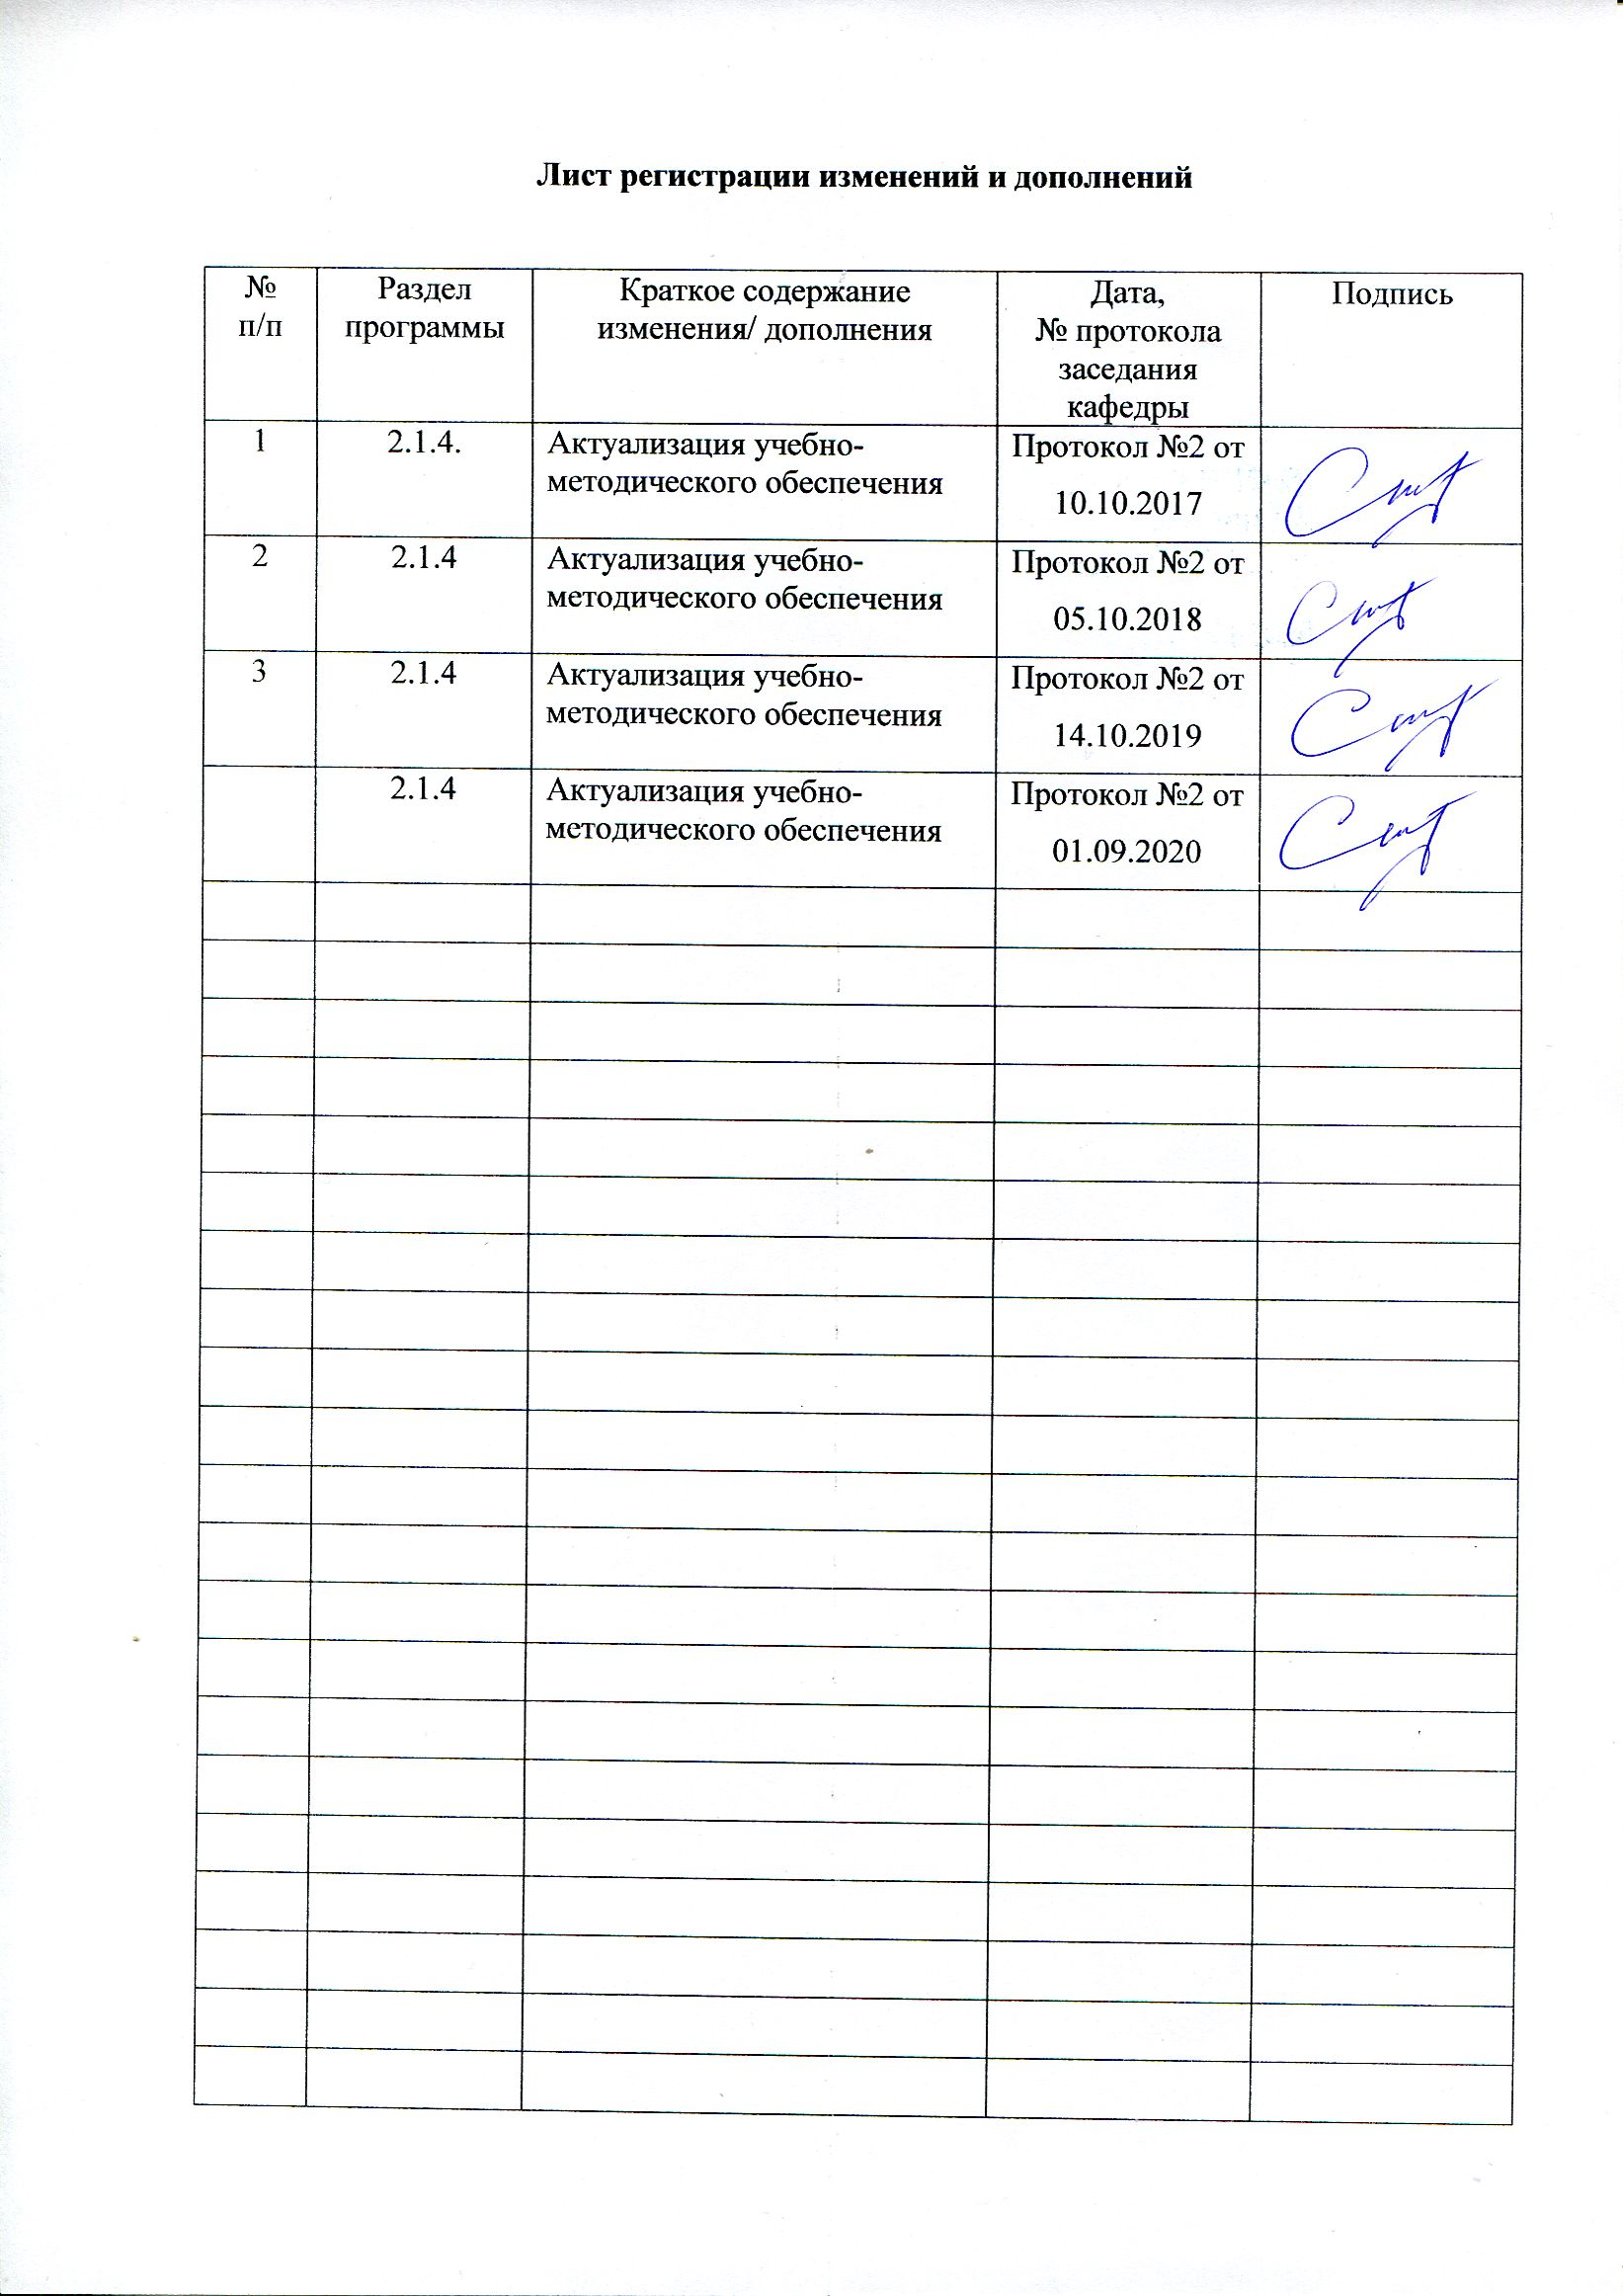 Лист регистрации изменений и дополнений
№
п/п
Раздел
программы
Краткое содержание
изменения/ дополнения
Дата,
№ протокола
заседания
кафедры
Подпись
1
2.1.4.
Актуализация учебно-
методического обеспечения
Протокол №2 от
10.10.2017
2
2.1.4
Актуализация учебно-
методического обеспечения
Протокол №2 от
05.10.2018
3
2.1.4
Актуализация учебно-
методического обеспечения
Протокол №2 от
14.10.2019
2.1.4
Актуализация учебно-
методического обеспечения
Протокол №2 от
01.09.2020